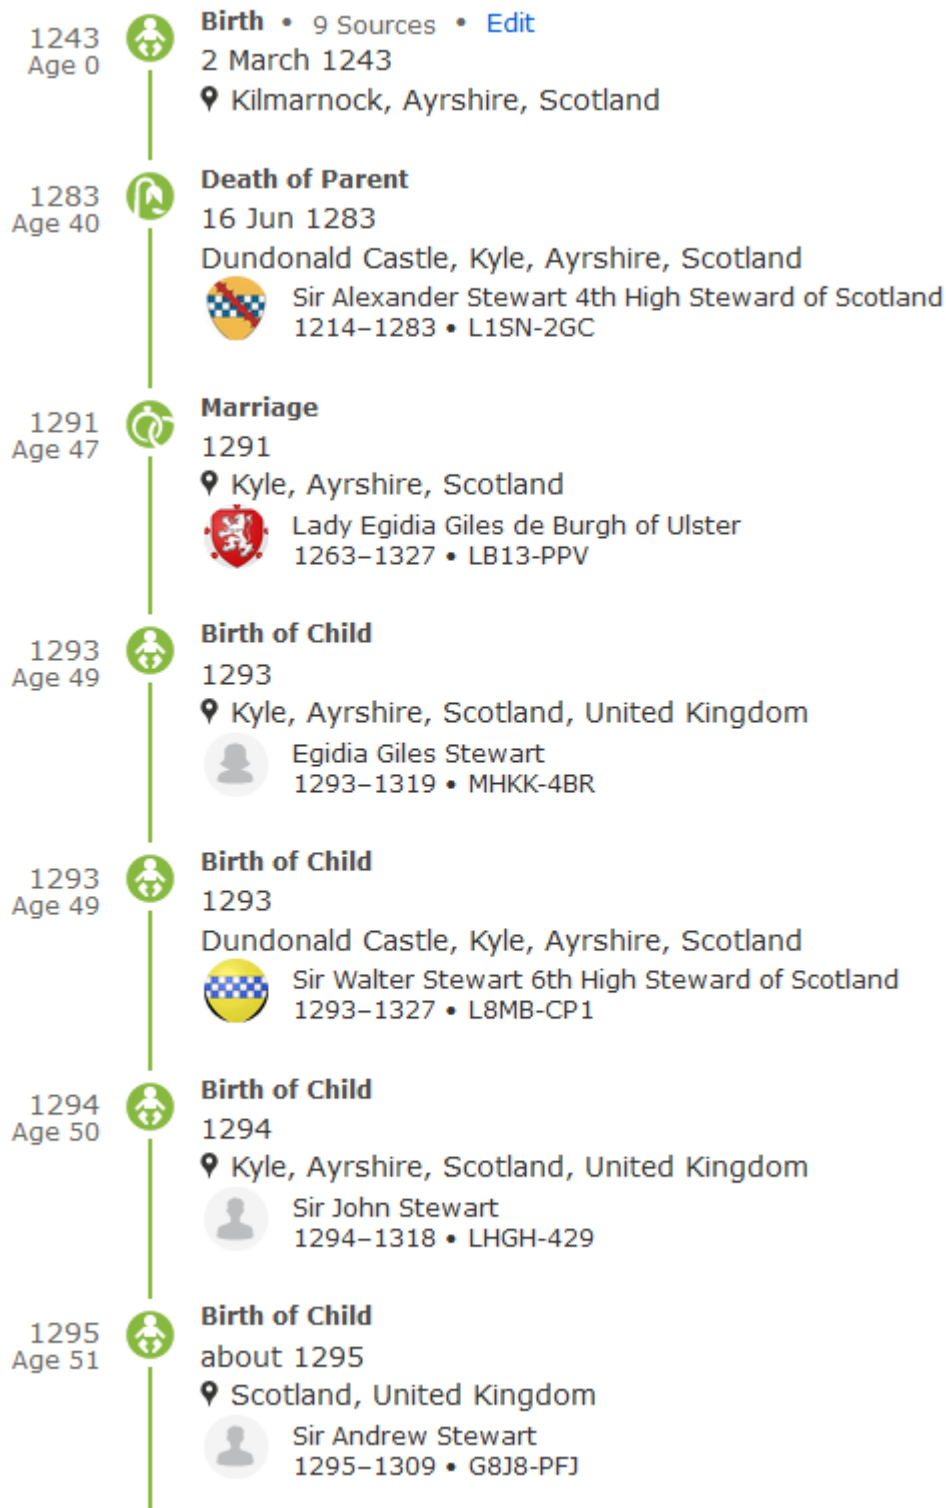 1243
Age 0
Birth • 9 Sources • Edit
2 March 1243
Kilmarnock, Ayrshire, Scotland
1283
Age 40
Death of Parent
16 Jun 1283
Dundonald Castle, Kyle, Ayrshire, Scotland
Sir Alexander Stewart 4th High Steward of Scotland
1214–1283 • L1SN-2GC
1291
Age 47
Marriage
1291
Kyle, Ayrshire, Scotland
Lady Egidia Giles de Burgh of Ulster
1263–1327 • LB13-PPV
1293
Age 49
Birth of Child
1293
Kyle, Ayrshire, Scotland, United Kingdom
Egidia Giles Stewart
1293–1319 • MHKK-4BR
1293
Age 49
Birth of Child
1293
Dundonald Castle, Kyle, Ayrshire, Scotland
Sir Walter Stewart 6th High Steward of Scotland
1293–1327 • L8MB-CP1
1294
Age 50
Birth of Child
1294
Kyle, Ayrshire, Scotland, United Kingdom
Sir John Stewart
1294–1318 • LHGH-429
1295
Age 51
Birth of Child
about 1295
Scotland, United Kingdom
Sir Andrew Stewart
1295–1309 • G8J8-PFJ